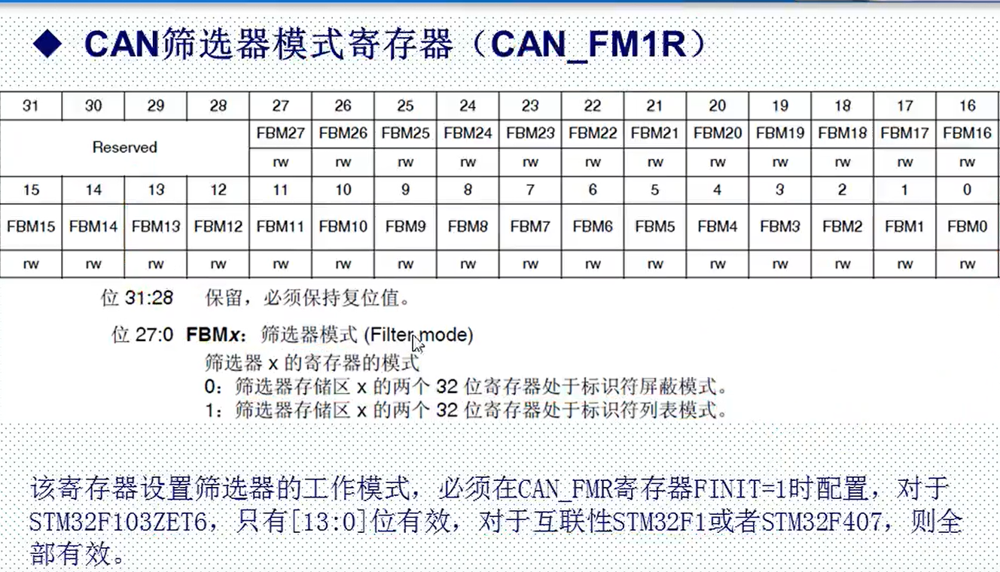 ◆ CAN筛选器模式寄存器（CAN_FM1R）
31 30 29 28 27 26 25 24 23 22 21 20 19 18 17 16
Reserved FBM27 FBM26 FBM25 FBM24 FBM23 FBM22 FBM21 FBM20 FBM19 FBM18 FBM17 FBM16
rw rw rw rw rw rw rw rw rw rw rw rw
15 14 13 12 11 10 9 8 7 6 5 4 3 2 1 0
FBM15 FBM14 FBM13 FBM12 FBM11 FBM10 FBM9 FBM8 FBM7 FBM6 FBM5 FBM4 FBM3 FBM2 FBM1 FBM0
rw rw rw rw rw rw rw rw rw rw rw rw rw rw rw rw
位 31:28 保留，必须保持复位值。
位 27:0 FBMx：筛选器模式 (Filter mode)
筛选器 x 的寄存器的模式
0：筛选器存储区 x 的两个 32 位寄存器处于标识符屏蔽模式。
1：筛选器存储区 x 的两个 32 位寄存器处于标识符列表模式。
该寄存器设置筛选器的工作模式，必须在CAN_FMR寄存器FINIT=1时配置，对于
STM32F103ZET6，只有[13:0]位有效，对于互联性STM32F1或者STM32F407，则全
部有效。